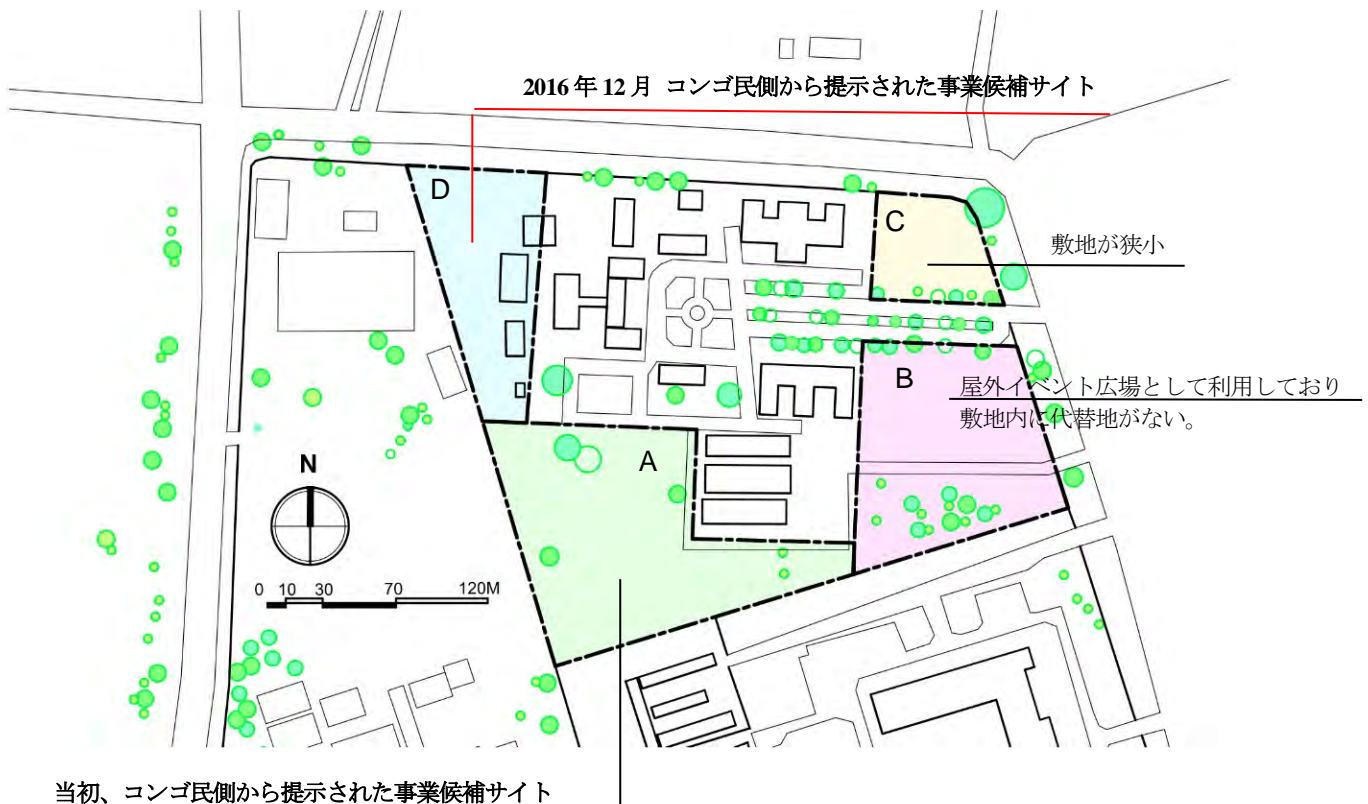 2016年12月 コンゴ民側から提示された事業候補サイト
D
C
敷地が狭小
B
屋外イベント広場として利用しており
敷地内に代替地がない。
A
N
0 10 30 70 120M
当初、コンゴ民側から提示された事業候補サイト